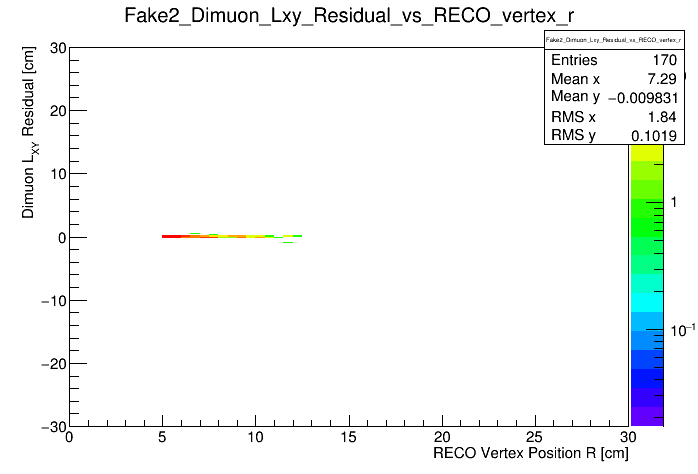 Fake2_Dimuon_Lxy_Residual_vs_RECO_vertex_r
Fake2_Dimuon_Lxy_Residual_vs_RECO_vertex_r
Entries 170
Mean x 7.29
Mean y −0.009831
RMS x 1.84
RMS y 0.1019
Dimuon L_XY Residual [cm]
30
20
10
0
−10
−20
−30
0 5 10 15 20 25 30
RECO Vertex Position R [cm]
1
10⁻¹